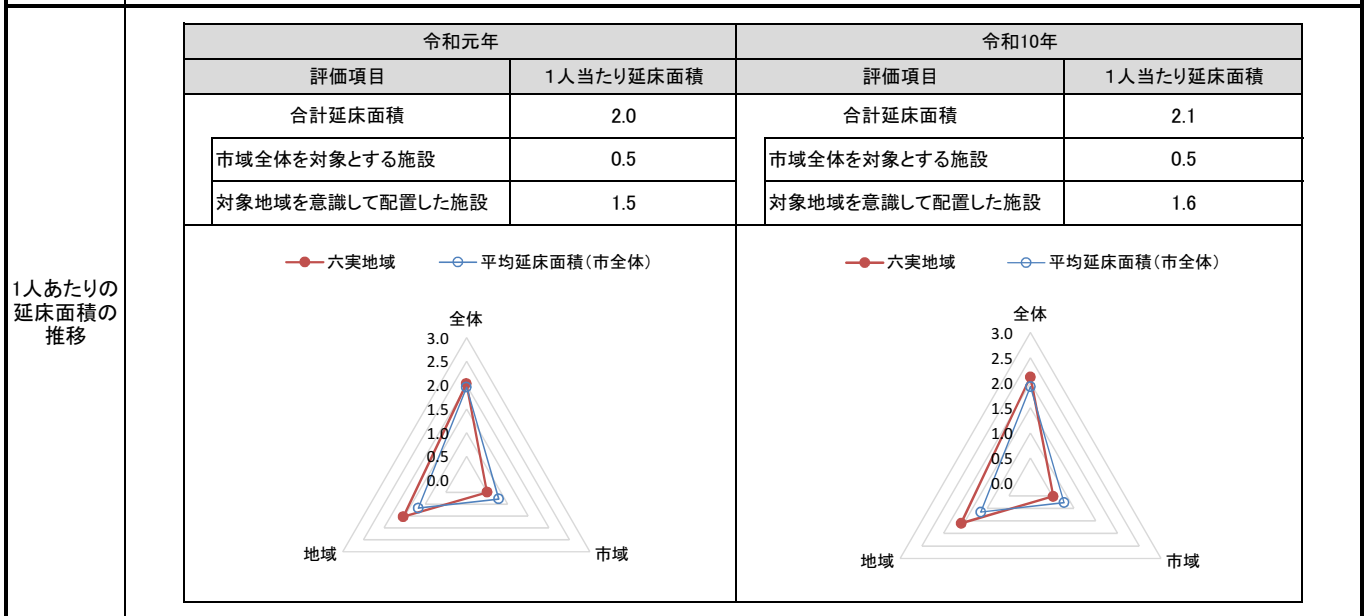 令和元年
令和10年
評価項目
1人当たり延床面積
評価項目
1人当たり延床面積
合計延床面積
2.0
合計延床面積
2.1
市域全体を対象とする施設
0.5
市域全体を対象とする施設
0.5
対象地域を意識して配置した施設
1.5
対象地域を意識して配置した施設
1.6
1人あたりの
延床面積の
推移
六実地域
平均延床面積(市全体)
全体
3.0
2.5
2.0
1.5
1.0
0.5
0.0
地域
市域
六実地域
平均延床面積(市全体)
全体
3.0
2.5
2.0
1.5
1.0
0.5
0.0
地域
市域